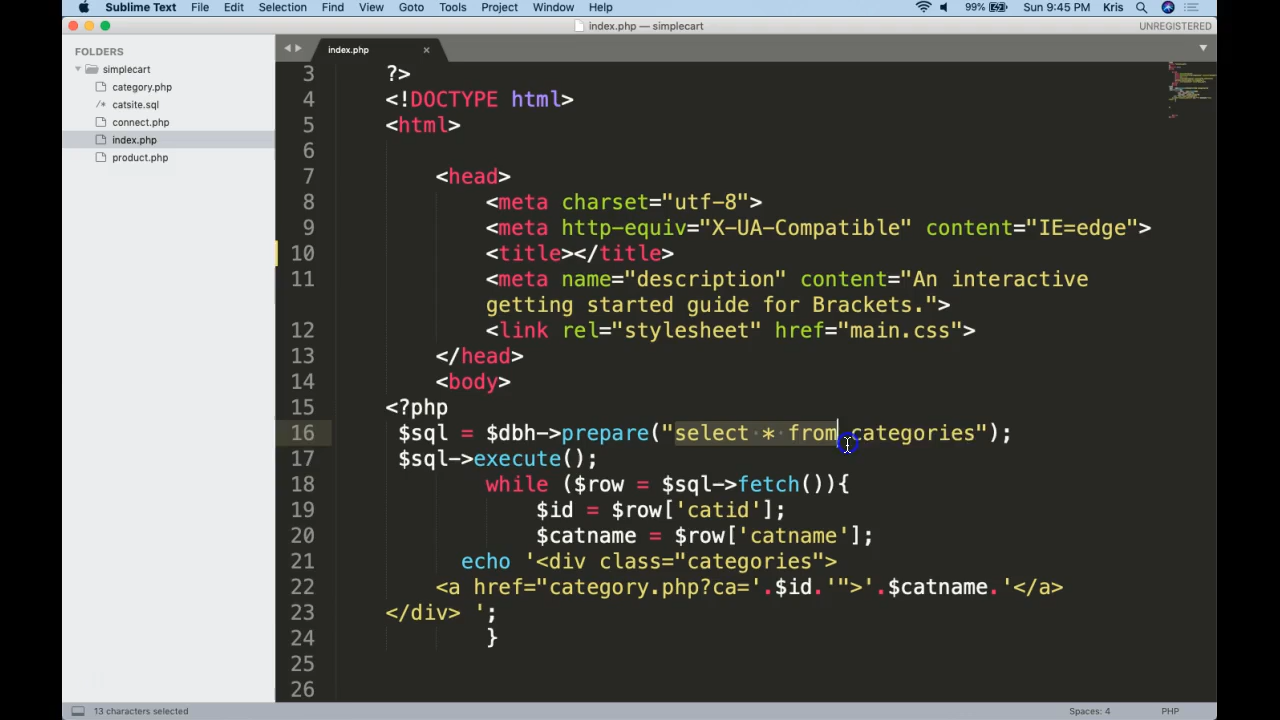 Sublime Text File Edit Selection Find View Goto Tools Project Window Help 99% Sun 9:45 PM Kris
index.php — simplecart UNREGISTERED
FOLDERS
simplecart
category.php
/* catsite.sql
connect.php
index.php
product.php
index.php ×
3 ?>
4 <!DOCTYPE html>
5 <html>
6
7 <head>
8 <meta charset="utf-8">
9 <meta http-equiv="X-UA-Compatible" content="IE=edge">
10 <title></title>
11 <meta name="description" content="An interactive
getting started guide for Brackets.">
12 <link rel="stylesheet" href="main.css">
13 </head>
14 <body>
15 <?php
16 $sql = $dbh->prepare("select * from categories");
17 $sql->execute();
18 while ($row = $sql->fetch()){
19 $id = $row['catid'];
20 $catname = $row['catname'];
21 echo '<div class="categories">
22 <a href="category.php?ca='.$id.'">'.$catname.'</a>
23 </div> ';
24 }
25
26
13 characters selected Spaces: 4 PHP